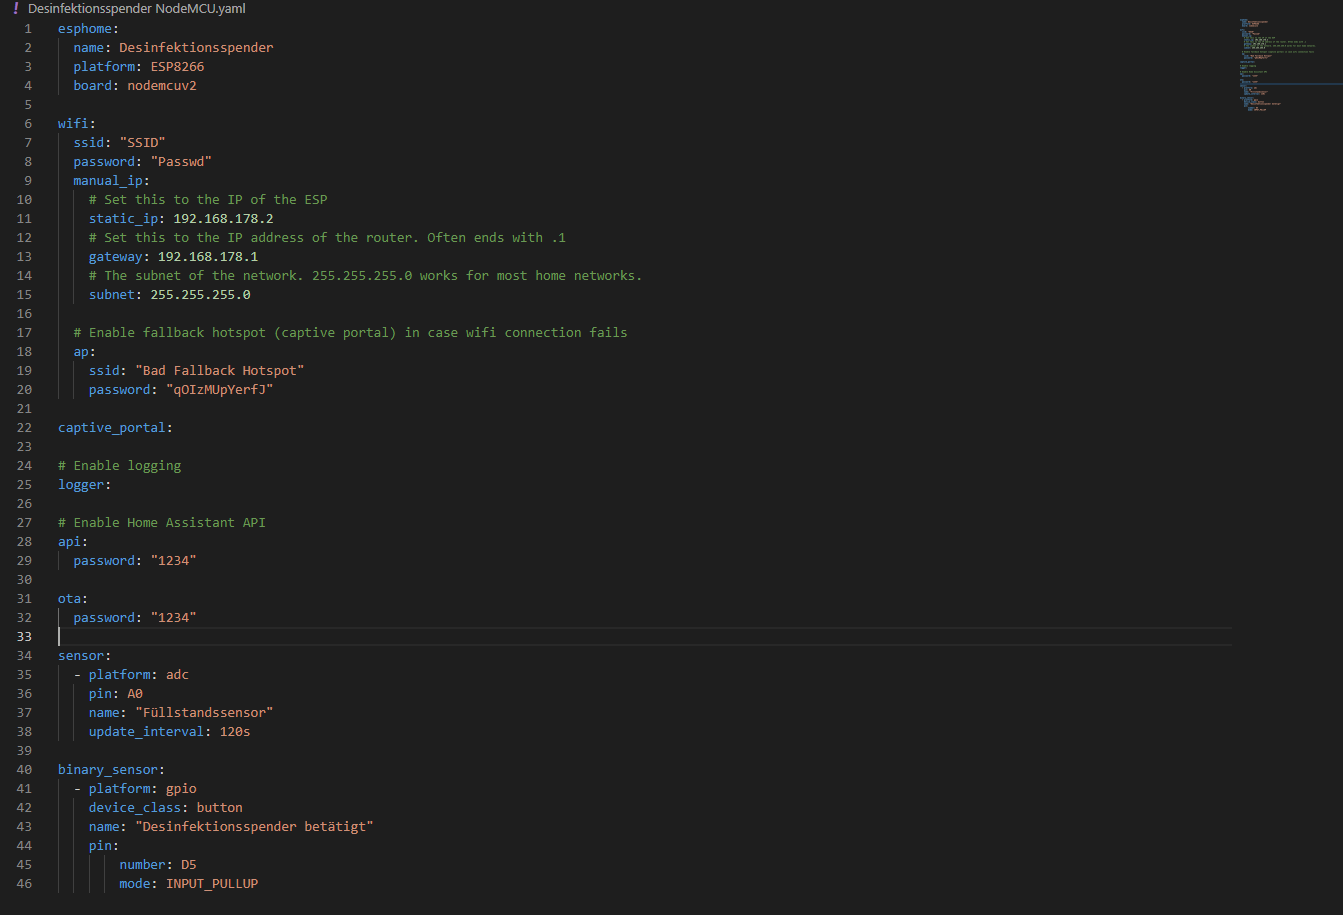 ! Desinfektionsspender NodeMCU.yaml
1 esphome:
2   name: Desinfektionsspender
3   platform: ESP8266
4   board: nodemcuv2
5
6 wifi:
7   ssid: "SSID"
8   password: "Passwd"
9   manual_ip:
10     # Set this to the IP of the ESP
11     static_ip: 192.168.178.2
12     # Set this to the IP address of the router. Often ends with .1
13     gateway: 192.168.178.1
14     # The subnet of the network. 255.255.255.0 works for most home networks.
15     subnet: 255.255.255.0
16
17   # Enable fallback hotspot (captive portal) in case wifi connection fails
18   ap:
19     ssid: "Bad Fallback Hotspot"
20     password: "qOIzMUpYerfJ"
21
22 captive_portal:
23
24 # Enable logging
25 logger:
26
27 # Enable Home Assistant API
28 api:
29   password: "1234"
30
31 ota:
32   password: "1234"
33
34 sensor:
35   - platform: adc
36     pin: A0
37     name: "Füllstandssensor"
38     update_interval: 120s
39
40 binary_sensor:
41   - platform: gpio
42     device_class: button
43     name: "Desinfektionsspender betätigt"
44     pin:
45         number: D5
46         mode: INPUT_PULLUP